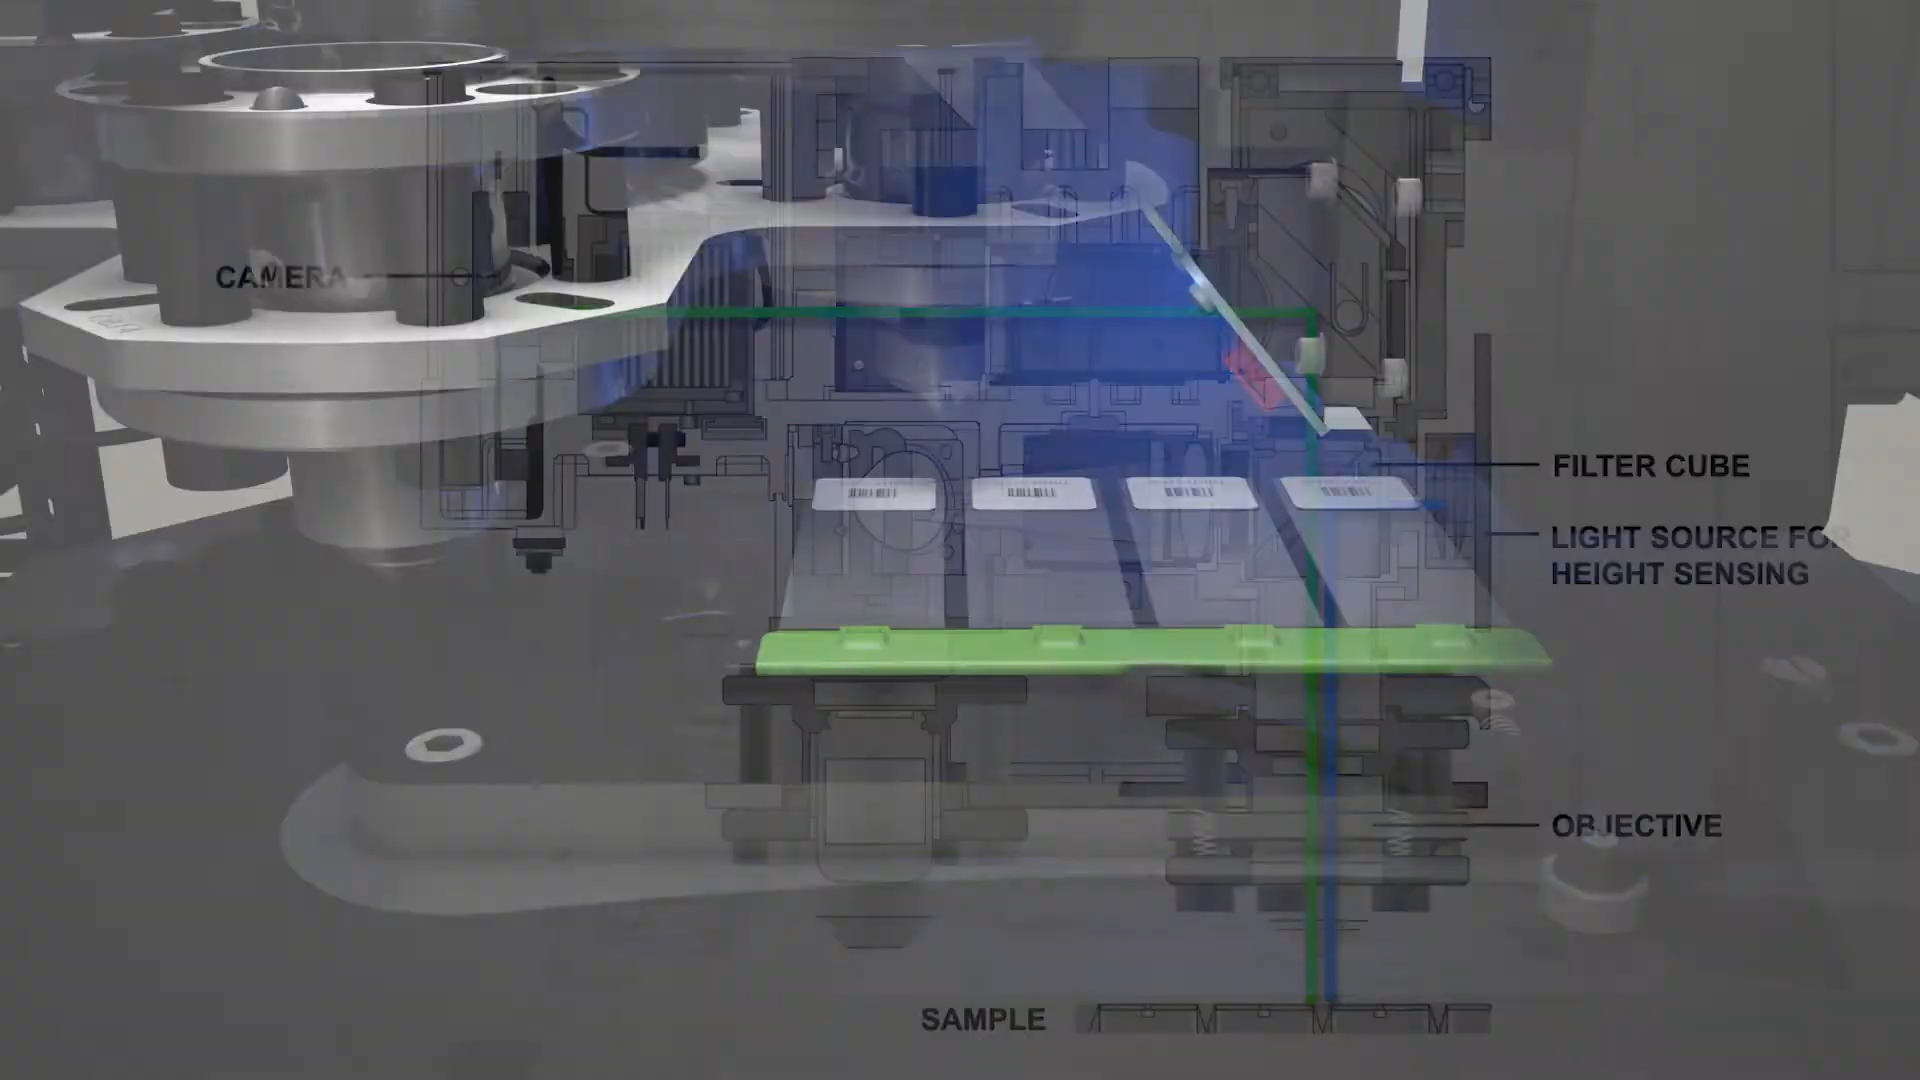 CAMERA
FILTER CUBE
LIGHT SOURCE FOR
HEIGHT SENSING
OBJECTIVE
SAMPLE